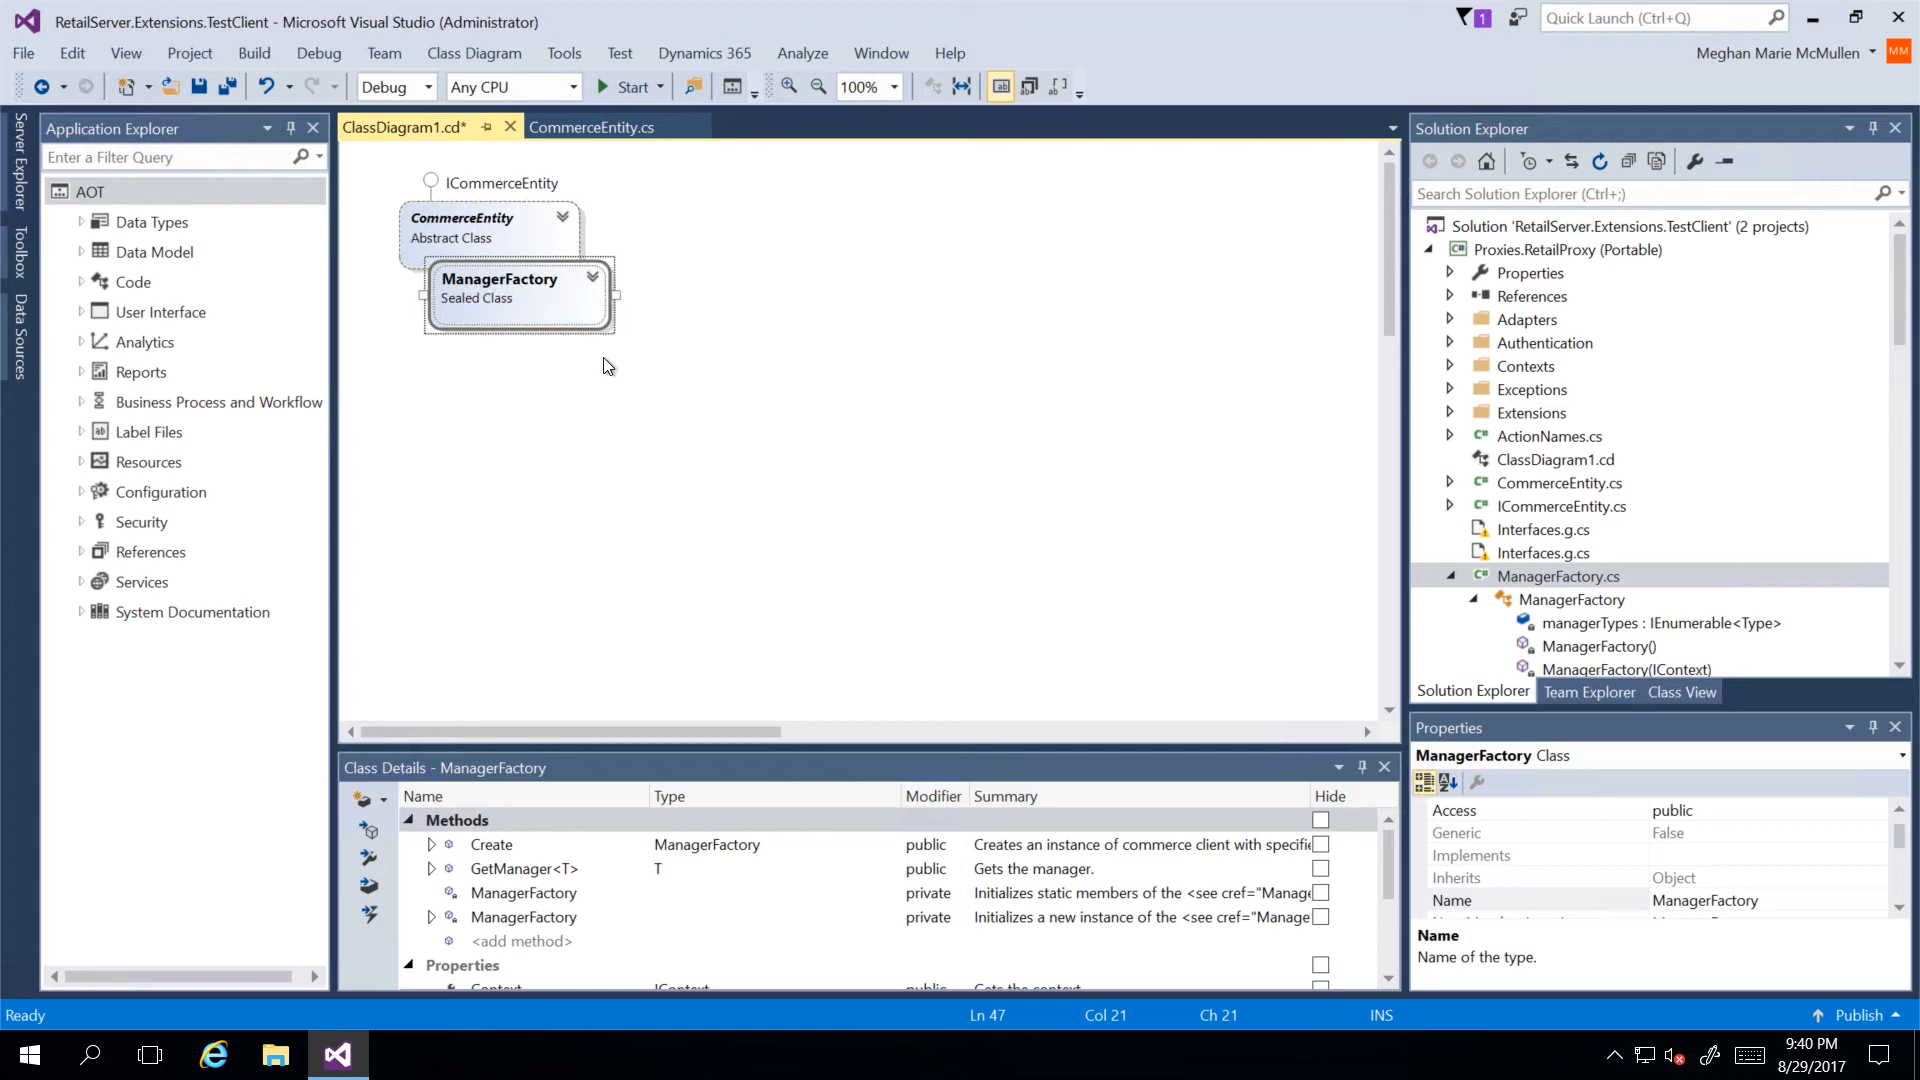 RetailServer.Extensions.TestClient - Microsoft Visual Studio (Administrator)
1
Quick Launch (Ctrl+Q)
File Edit View Project Build Debug Team Class Diagram Tools Test Dynamics 365 Analyze Window Help
Meghan Marie McMullen
MM
Debug
Any CPU
Start
100%
Server Explorer
Toolbox
Data Sources
Application Explorer
Enter a Filter Query
AOT
Data Types
Data Model
Code
User Interface
Analytics
Reports
Business Process and Workflow
Label Files
Resources
Configuration
Security
References
Services
System Documentation
ClassDiagram1.cd*
CommerceEntity.cs
ICommerceEntity
CommerceEntity
Abstract Class
ManagerFactory
Sealed Class
Class Details - ManagerFactory
Name Type Modifier Summary Hide
Methods
Create ManagerFactory public Creates an instance of commerce client with specifie
GetManager<T> T public Gets the manager.
ManagerFactory private Initializes static members of the <see cref="Manage
ManagerFactory private Initializes a new instance of the <see cref="Manage
<add method>
Properties
Context IContext public Gets the context.
Solution Explorer
Search Solution Explorer (Ctrl+;)
Solution 'RetailServer.Extensions.TestClient' (2 projects)
Proxies.RetailProxy (Portable)
Properties
References
Adapters
Authentication
Contexts
Exceptions
Extensions
ActionNames.cs
ClassDiagram1.cd
CommerceEntity.cs
ICommerceEntity.cs
Interfaces.g.cs
Interfaces.g.cs
ManagerFactory.cs
ManagerFactory
managerTypes : IEnumerable<Type>
ManagerFactory()
ManagerFactory(IContext)
Solution Explorer Team Explorer Class View
Properties
ManagerFactory Class
Access public
Generic False
Implements
Inherits Object
Name ManagerFactory
Name
Name of the type.
Ready
Ln 47
Col 21
Ch 21
INS
Publish
9:40 PM
8/29/2017